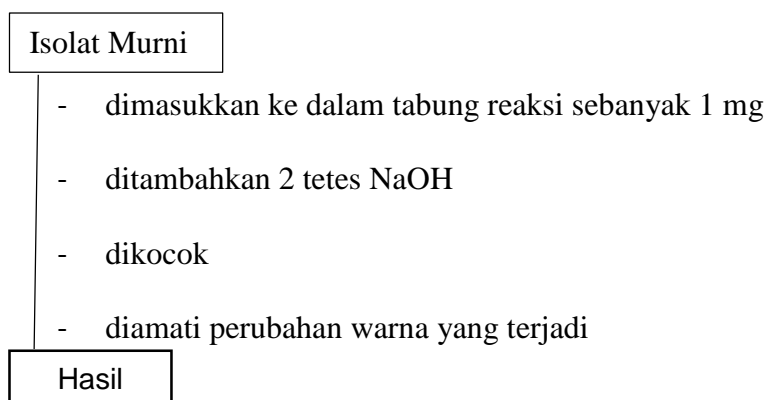 Isolat Murni
- dimasukkan ke dalam tabung reaksi sebanyak 1 mg
- ditambahkan 2 tetes NaOH
- dikocok
- diamati perubahan warna yang terjadi
Hasil